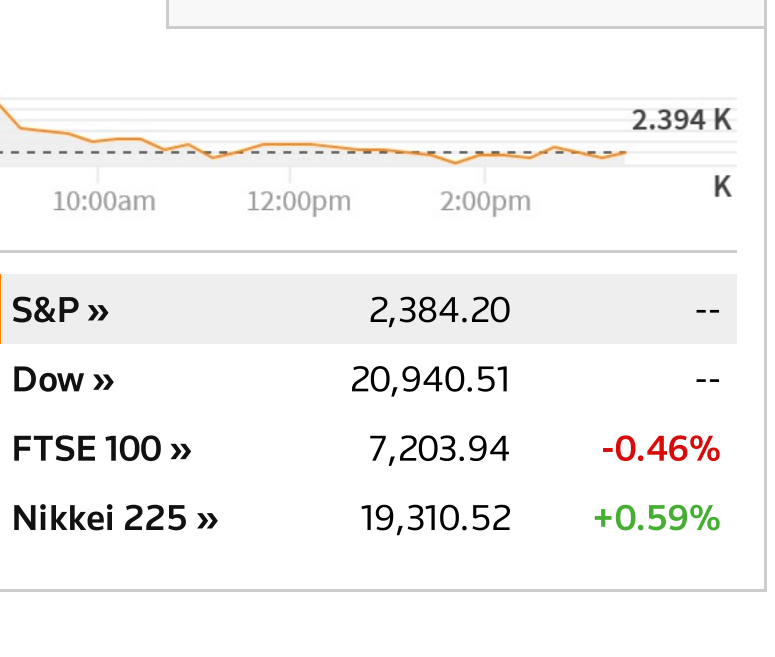 2.394 K
K
10:00am 12:00pm 2:00pm
S&P » 2,384.20 --
Dow » 20,940.51 --
FTSE 100 » 7,203.94 -0.46%
Nikkei 225 » 19,310.52 +0.59%